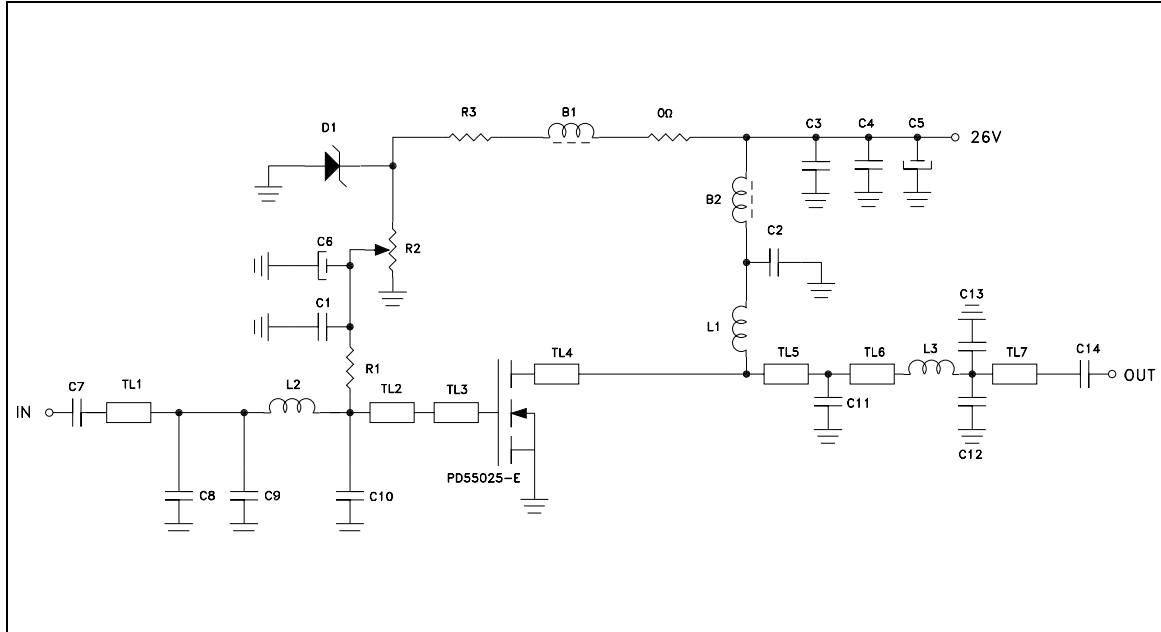 R3
B1
0Ω
C3
C4
C5
26V
D1
B2
C6
R2
C2
C1
L1
C13
R1
TL4
TL5
TL6
L3
TL7
C14
OUT
IN
C7
TL1
L2
TL2
TL3
C11
C12
PD55025-E
C8
C9
C10